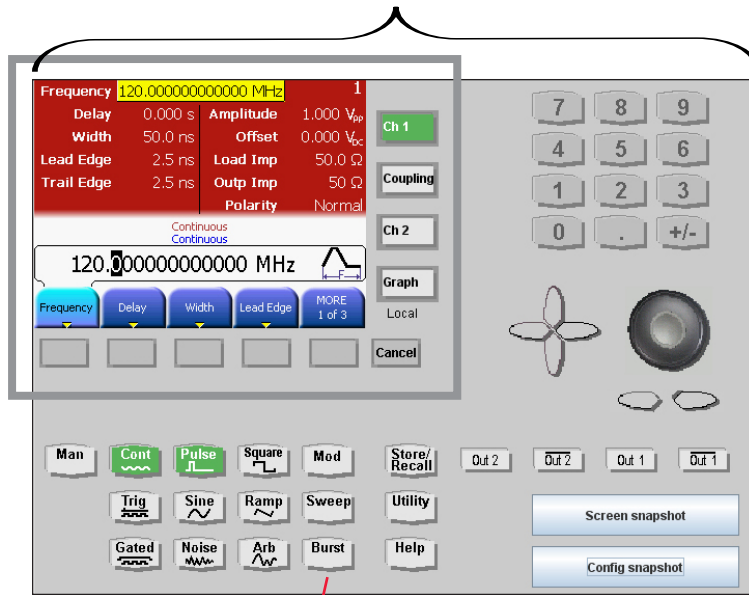 Frequency 120.000000000000 MHz 1
Delay 0.000 s Amplitude 1.000 Vpp
Width 50.0 ns Offset 0.000 VDC
Lead Edge 2.5 ns Load Imp 50.0 Ω
Trail Edge 2.5 ns Outp Imp 50 Ω
Polarity Normal
Continuous
Continuous
120.000000000000 MHz
F
Frequency Delay Width Lead Edge MORE
1 of 3
Ch 1
Coupling
Ch 2
Graph
Local
Cancel
7 8 9
4 5 6
1 2 3
0 . +/-
Man Cont Pulse Square Mod Store/
Recall
Out 2 Out 2 Out 1 Out 1
Trig Sine Ramp Sweep Utility
Screen snapshot
Gated Noise Arb Burst Help
Config snapshot